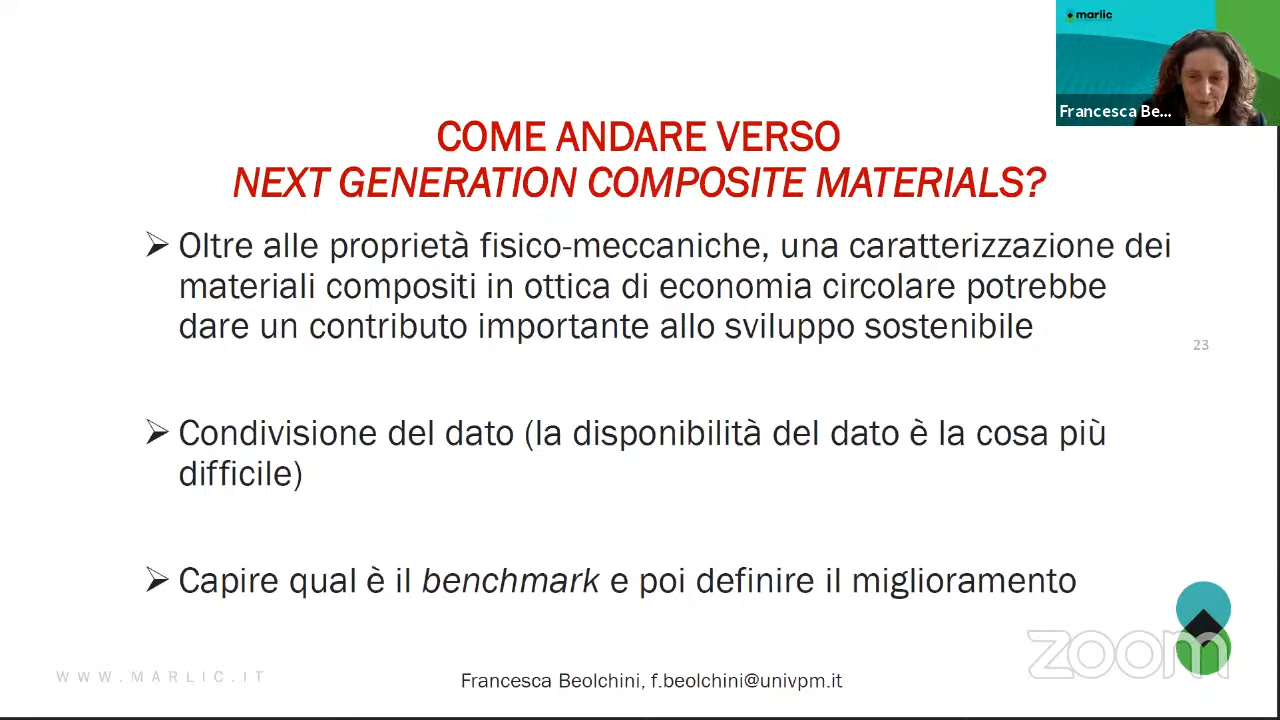 marlic
Francesca Be...
COME ANDARE VERSO
NEXT GENERATION COMPOSITE MATERIALS?
➢ Oltre alle proprietà fisico-meccaniche, una caratterizzazione dei
materiali compositi in ottica di economia circolare potrebbe
dare un contributo importante allo sviluppo sostenibile
23
➢ Condivisione del dato (la disponibilità del dato è la cosa più
difficile)
➢ Capire qual è il benchmark e poi definire il miglioramento
zoom
WWW.MARLIC.IT
Francesca Beolchini, f.beolchini@univpm.it